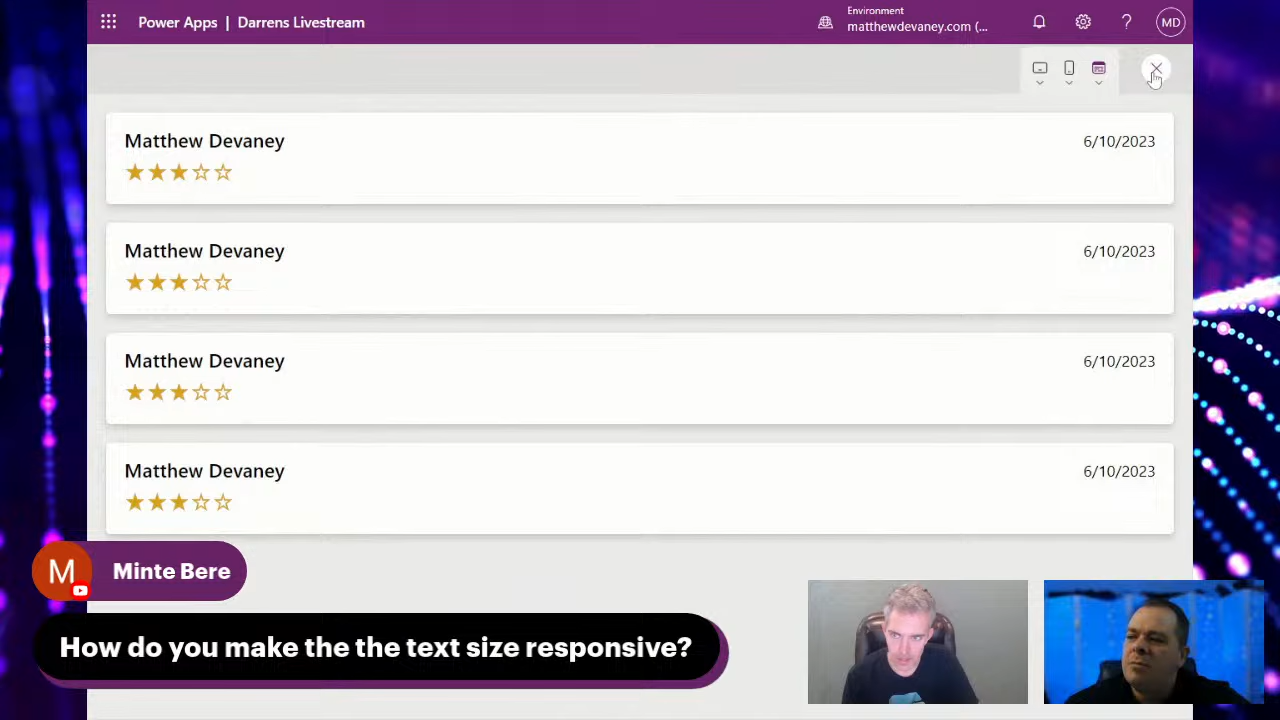 Power Apps | Darrens Livestream
Environment
matthewdevaney.com (...
MD
Matthew Devaney
6/10/2023
★★★☆☆
Matthew Devaney
6/10/2023
★★★☆☆
Matthew Devaney
6/10/2023
★★★☆☆
Matthew Devaney
6/10/2023
★★★☆☆
M
Minte Bere
How do you make the the text size responsive?